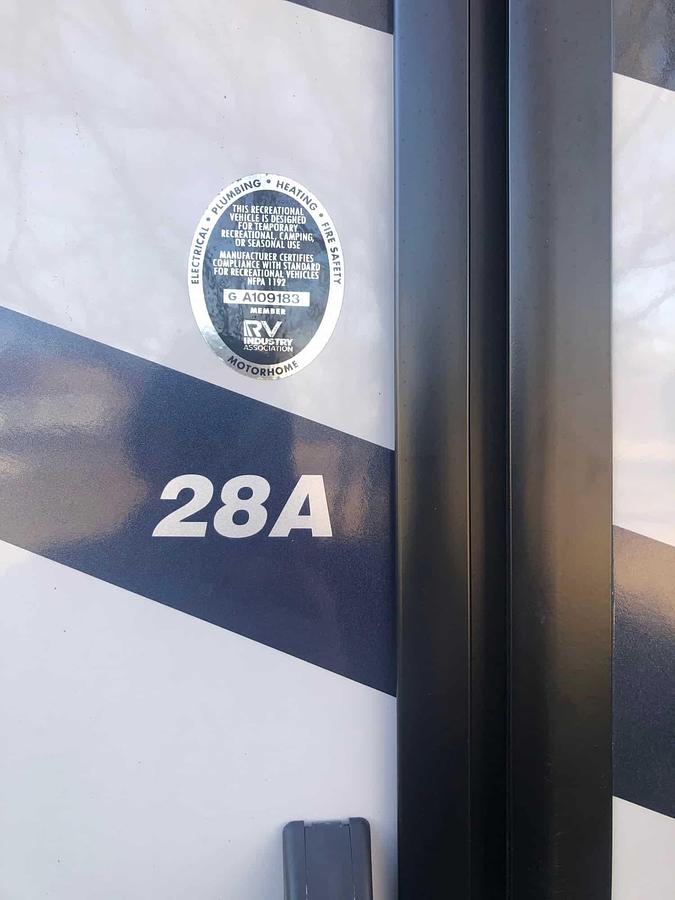 ELECTRICAL • PLUMBING • HEATING • FIRE SAFETY
THIS RECREATIONAL
VEHICLE IS DESIGNED
FOR TEMPORARY
RECREATIONAL, CAMPING,
OR SEASONAL USE
MANUFACTURER CERTIFIES
COMPLIANCE WITH STANDARD
FOR RECREATIONAL VEHICLES
NFPA 1192
G A109183
MEMBER
RV
INDUSTRY
ASSOCIATION
MOTORHOME
28A